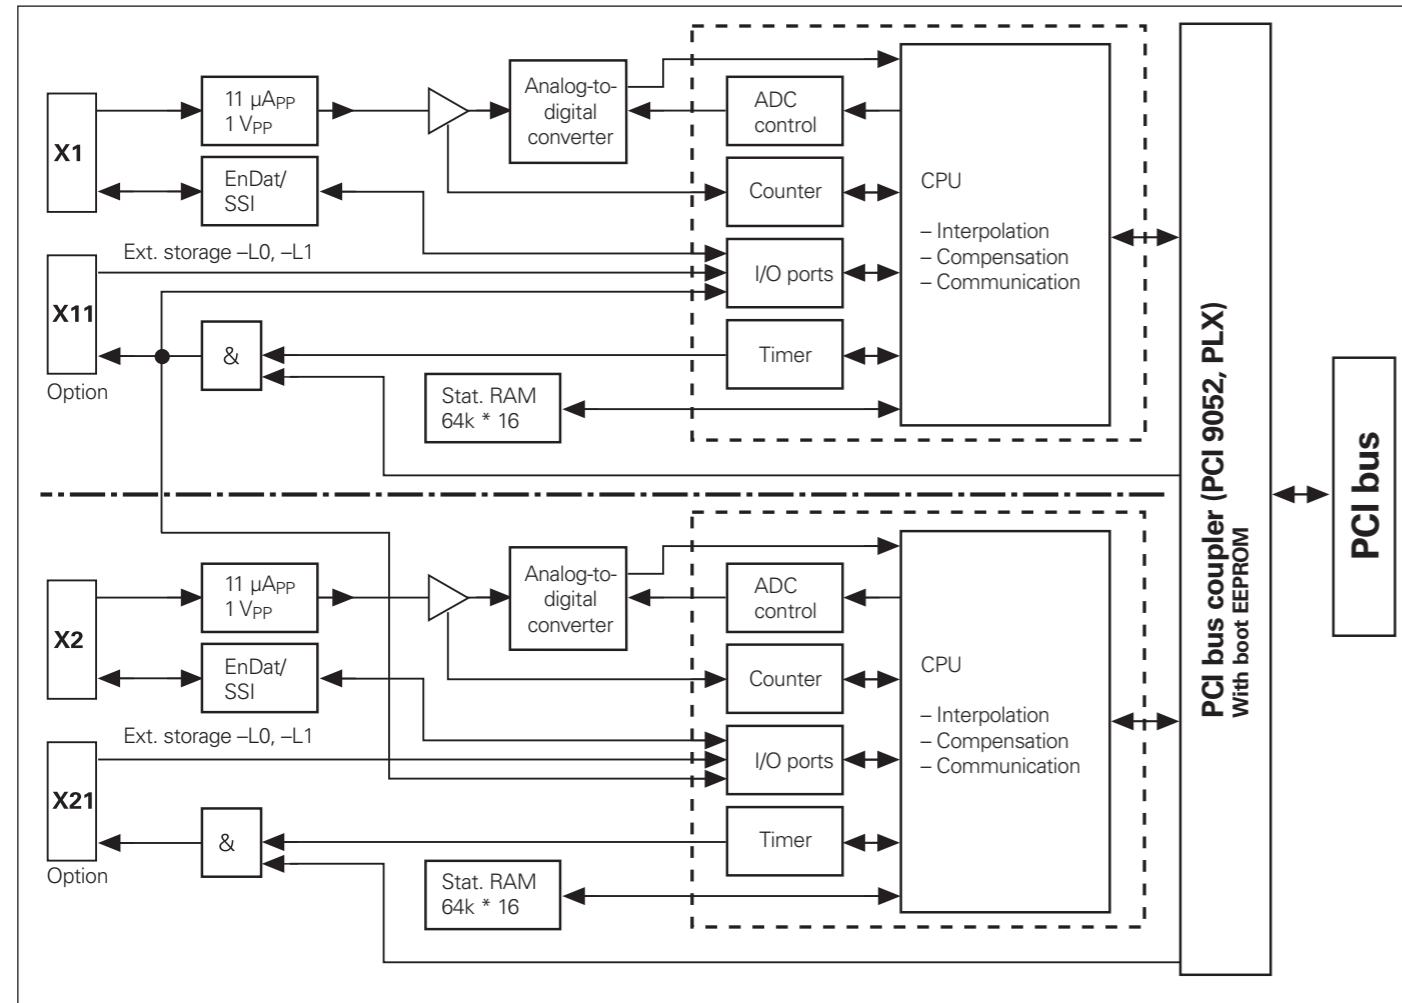 X1
11 µAPP
1 VPP
Analog-to-
digital
converter
ADC
control
EnDat/
SSI
Counter
CPU
– Interpolation
– Compensation
– Communication
Ext. storage –L0, –L1
X11
I/O ports
Option
&
Timer
Stat. RAM
64k * 16
X2
11 µAPP
1 VPP
Analog-to-
digital
converter
ADC
control
EnDat/
SSI
Counter
CPU
– Interpolation
– Compensation
– Communication
Ext. storage –L0, –L1
X21
I/O ports
Option
&
Timer
Stat. RAM
64k * 16
PCI bus coupler (PCI 9052, PLX)
With boot EEPROM
PCI bus